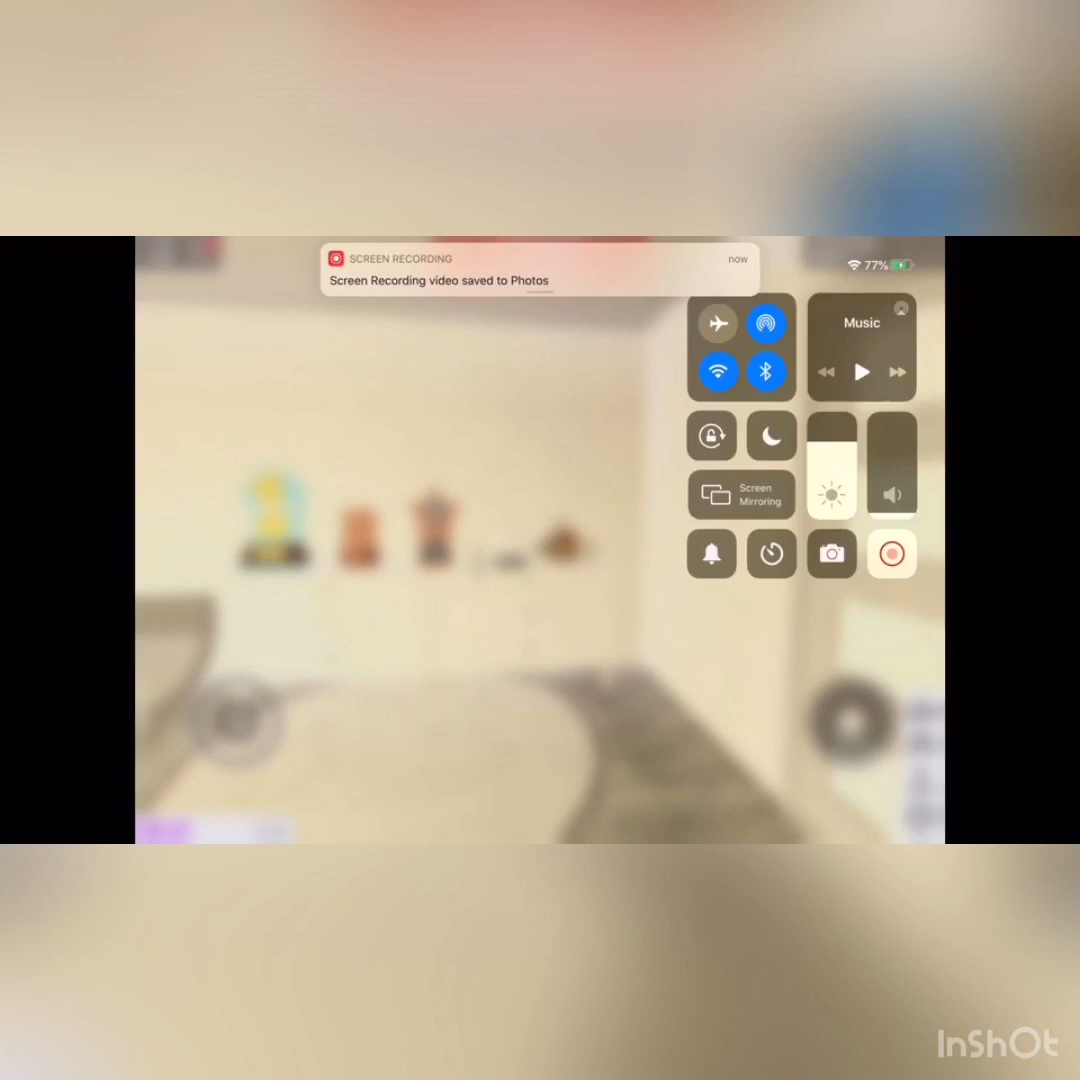 SCREEN RECORDING
now
Screen Recording video saved to Photos
77%
Music
Screen
Mirroring
InShOt